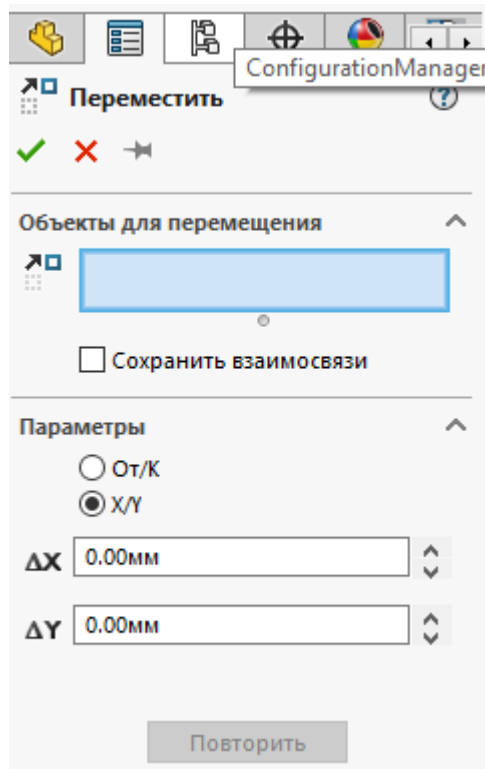 ConfigurationManager
Переместить
Объекты для перемещения
Сохранить взаимосвязи
Параметры
От/К
X/Y
ΔX 0.00мм
ΔY 0.00мм
Повторить